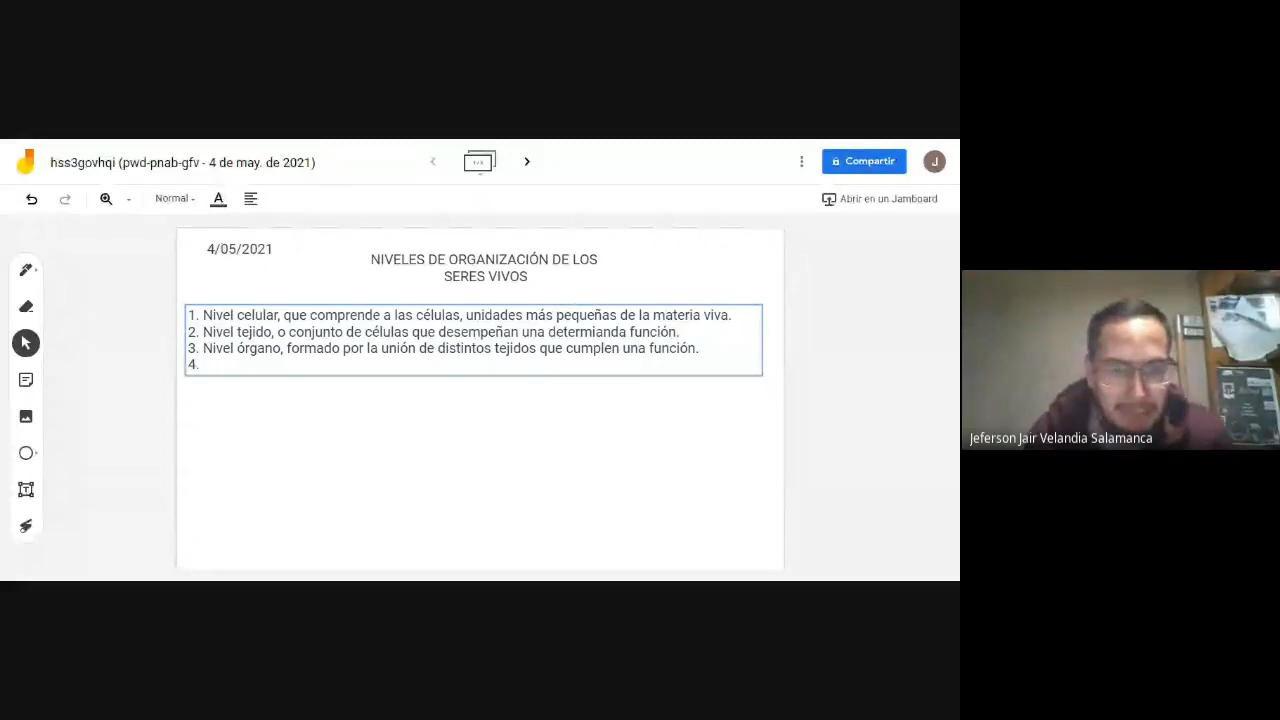 hss3govhqi (pwd-pnab-gfv - 4 de may. de 2021)
Compartir
J
Normal
A
Abrir en un Jamboard
4/05/2021
NIVELES DE ORGANIZACIÓN DE LOS
SERES VIVOS
1. Nivel celular, que comprende a las células, unidades más pequeñas de la materia viva.
2. Nivel tejido, o conjunto de células que desempeñan una determianda función.
3. Nivel órgano, formado por la unión de distintos tejidos que cumplen una función.
4.
Jeferson Jair Velandia Salamanca